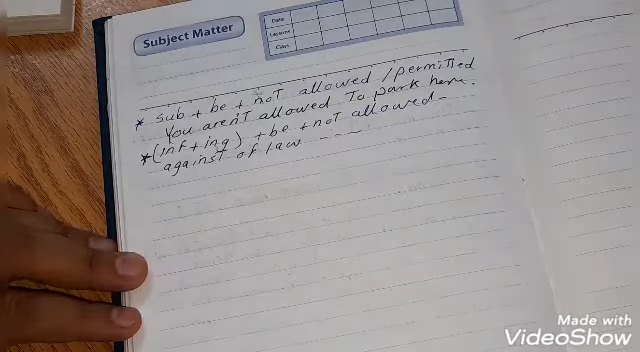 Subject Matter
Date
Lesson
Class
* sub + be + not allowed / permitted
You aren't allowed To park here.
* (inf + ing) + be + not allowed -
against of law ----
Made with
VideoShow